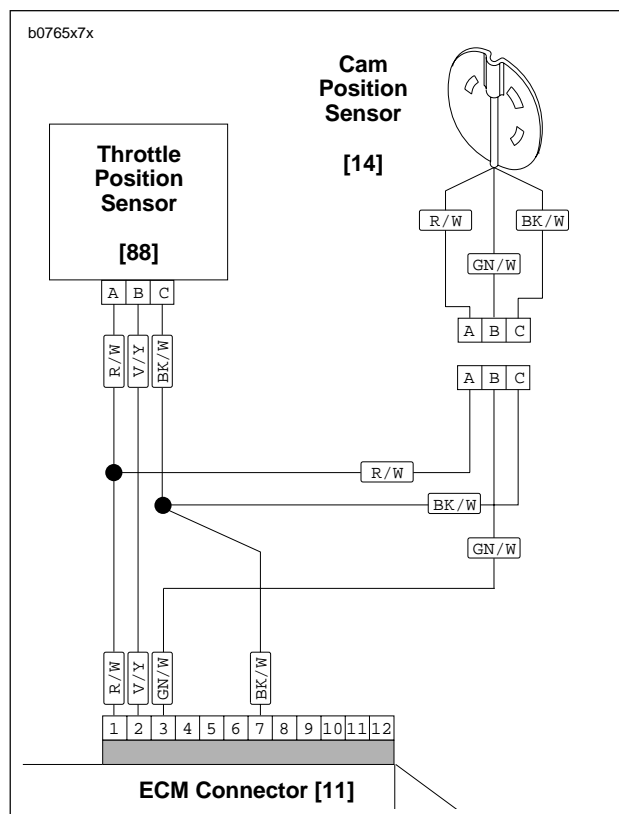 b0765x7x
Cam
Position
Sensor
[14]
Throttle
Position
Sensor
[88]
R/W
BK/W
GN/W
A B C
A B C
A B C
R/W
V/Y
BK/W
R/W
BK/W
GN/W
R/W
V/Y
GN/W
BK/W
1 2 3 4 5 6 7 8 9 10 11 12
ECM Connector [11]